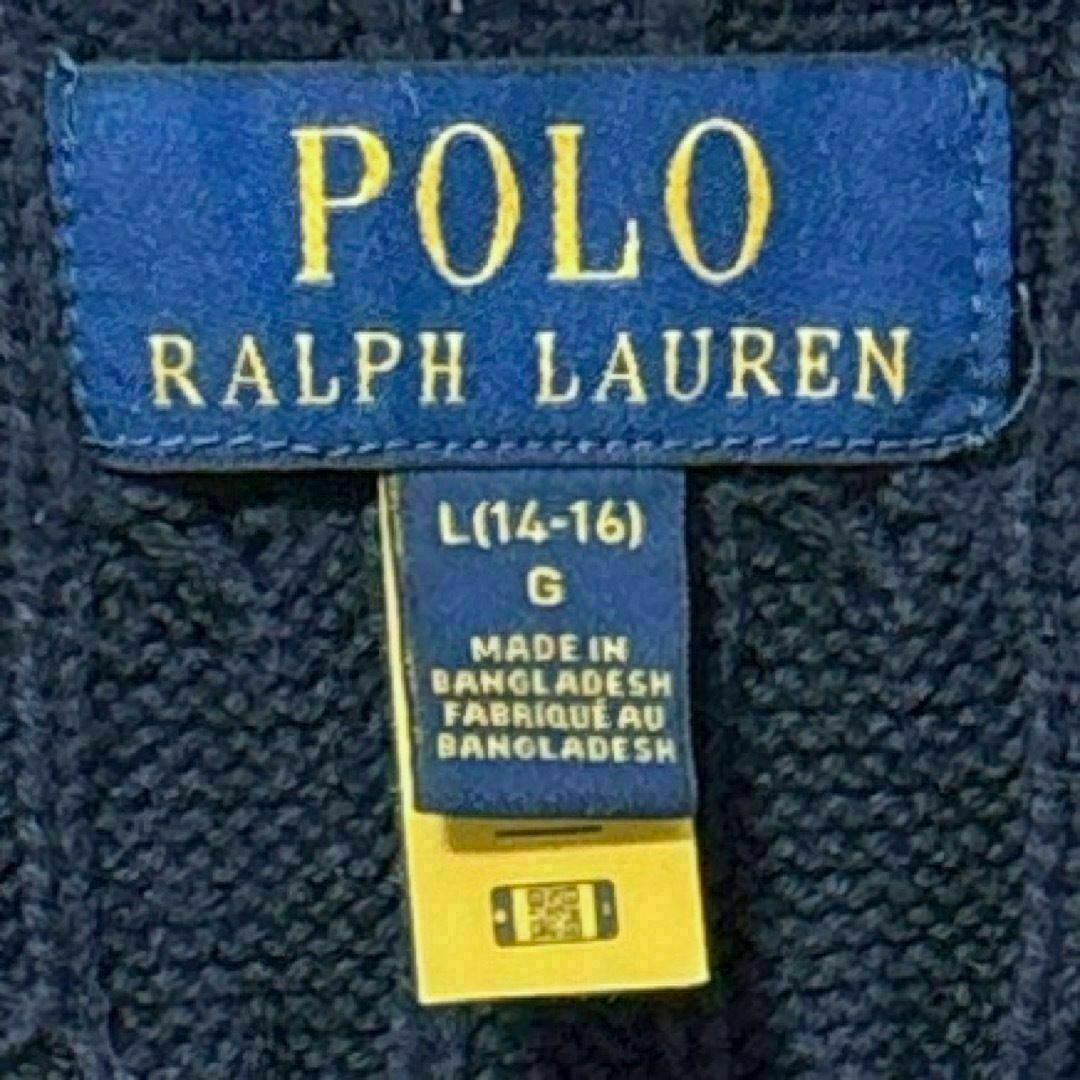 POLO
RALPH LAUREN
L(14-16)
G
MADE IN
BANGLADESH
FABRIQUÉ AU
BANGLADESH